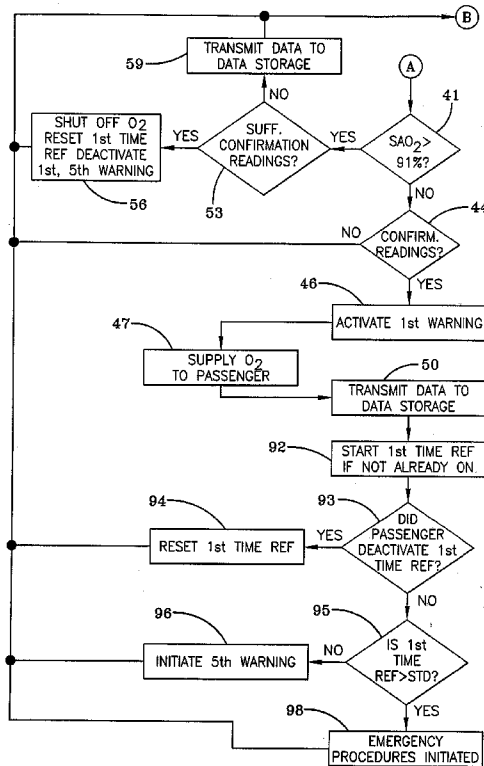 B
59
TRANSMIT DATA TO
DATA STORAGE
A
NO
41
SHUT OFF O2
RESET 1st TIME
REF DEACTIVATE
1st, 5th WARNING
56
YES
SUFF.
CONFIRMATION
READINGS?
53
YES
SAO2>
91%?
NO
44
NO
CONFIRM.
READINGS?
YES
46
ACTIVATE 1st WARNING
47
SUPPLY O2
TO PASSENGER
50
TRANSMIT DATA TO
DATA STORAGE
92
START 1st TIME REF
IF NOT ALREADY ON
94
93
RESET 1st TIME REF
YES
DID
PASSENGER
DEACTIVATE 1st
TIME REF?
NO
96
95
INITIATE 5th WARNING
NO
IS 1st
TIME
REF>STD?
YES
98
EMERGENCY
PROCEDURES INITIATED